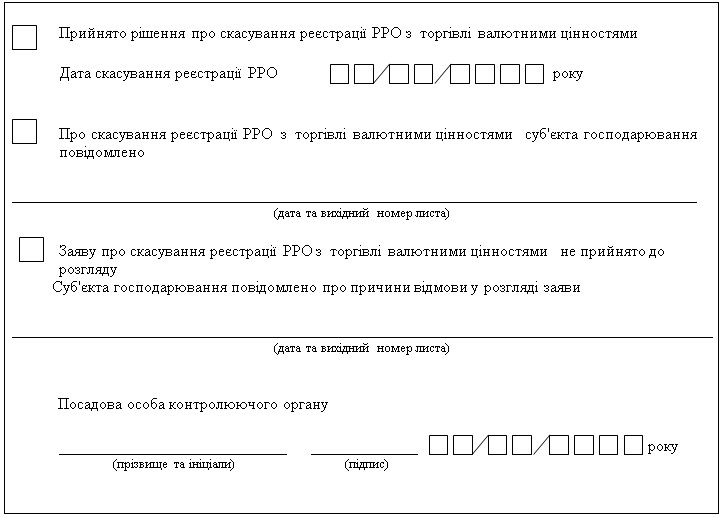 Прийнято рішення про скасування реєстрації РРО з торгівлі валютними цінностями
Дата скасування реєстрації РРО / / року
Про скасування реєстрації РРО з торгівлі валютними цінностями суб'єкта господарювання
повідомлено
(дата та вихідний номер листа)
Заяву про скасування реєстрації РРО з торгівлі валютними цінностями не прийнято до
розгляду
Суб'єкта господарювання повідомлено про причини відмови у розгляді заяви
(дата та вихідний номер листа)
Посадова особа контролюючого органу
/ / року
(прізвище та ініціали) (підпис)